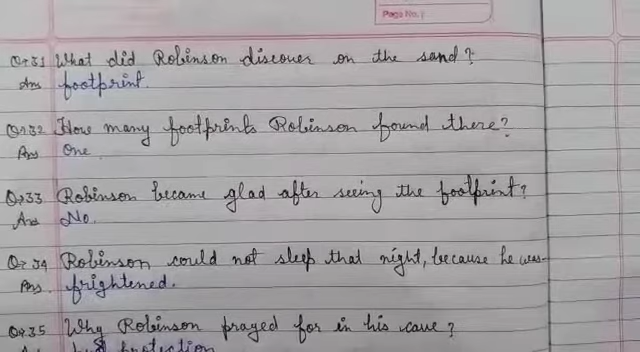 Page No.
Q.31 What did Robinson discover on the sand?
Ans footprint.
Q.32 How many footprints Robinson found there?
Ans One
Q.33 Robinson became glad after seeing the footprint?
Ans No.
Q. 34 Robinson could not sleep that night, because he was
Ans. frightened.
Q.35 Why Robinson prayed for in his cave?
protection